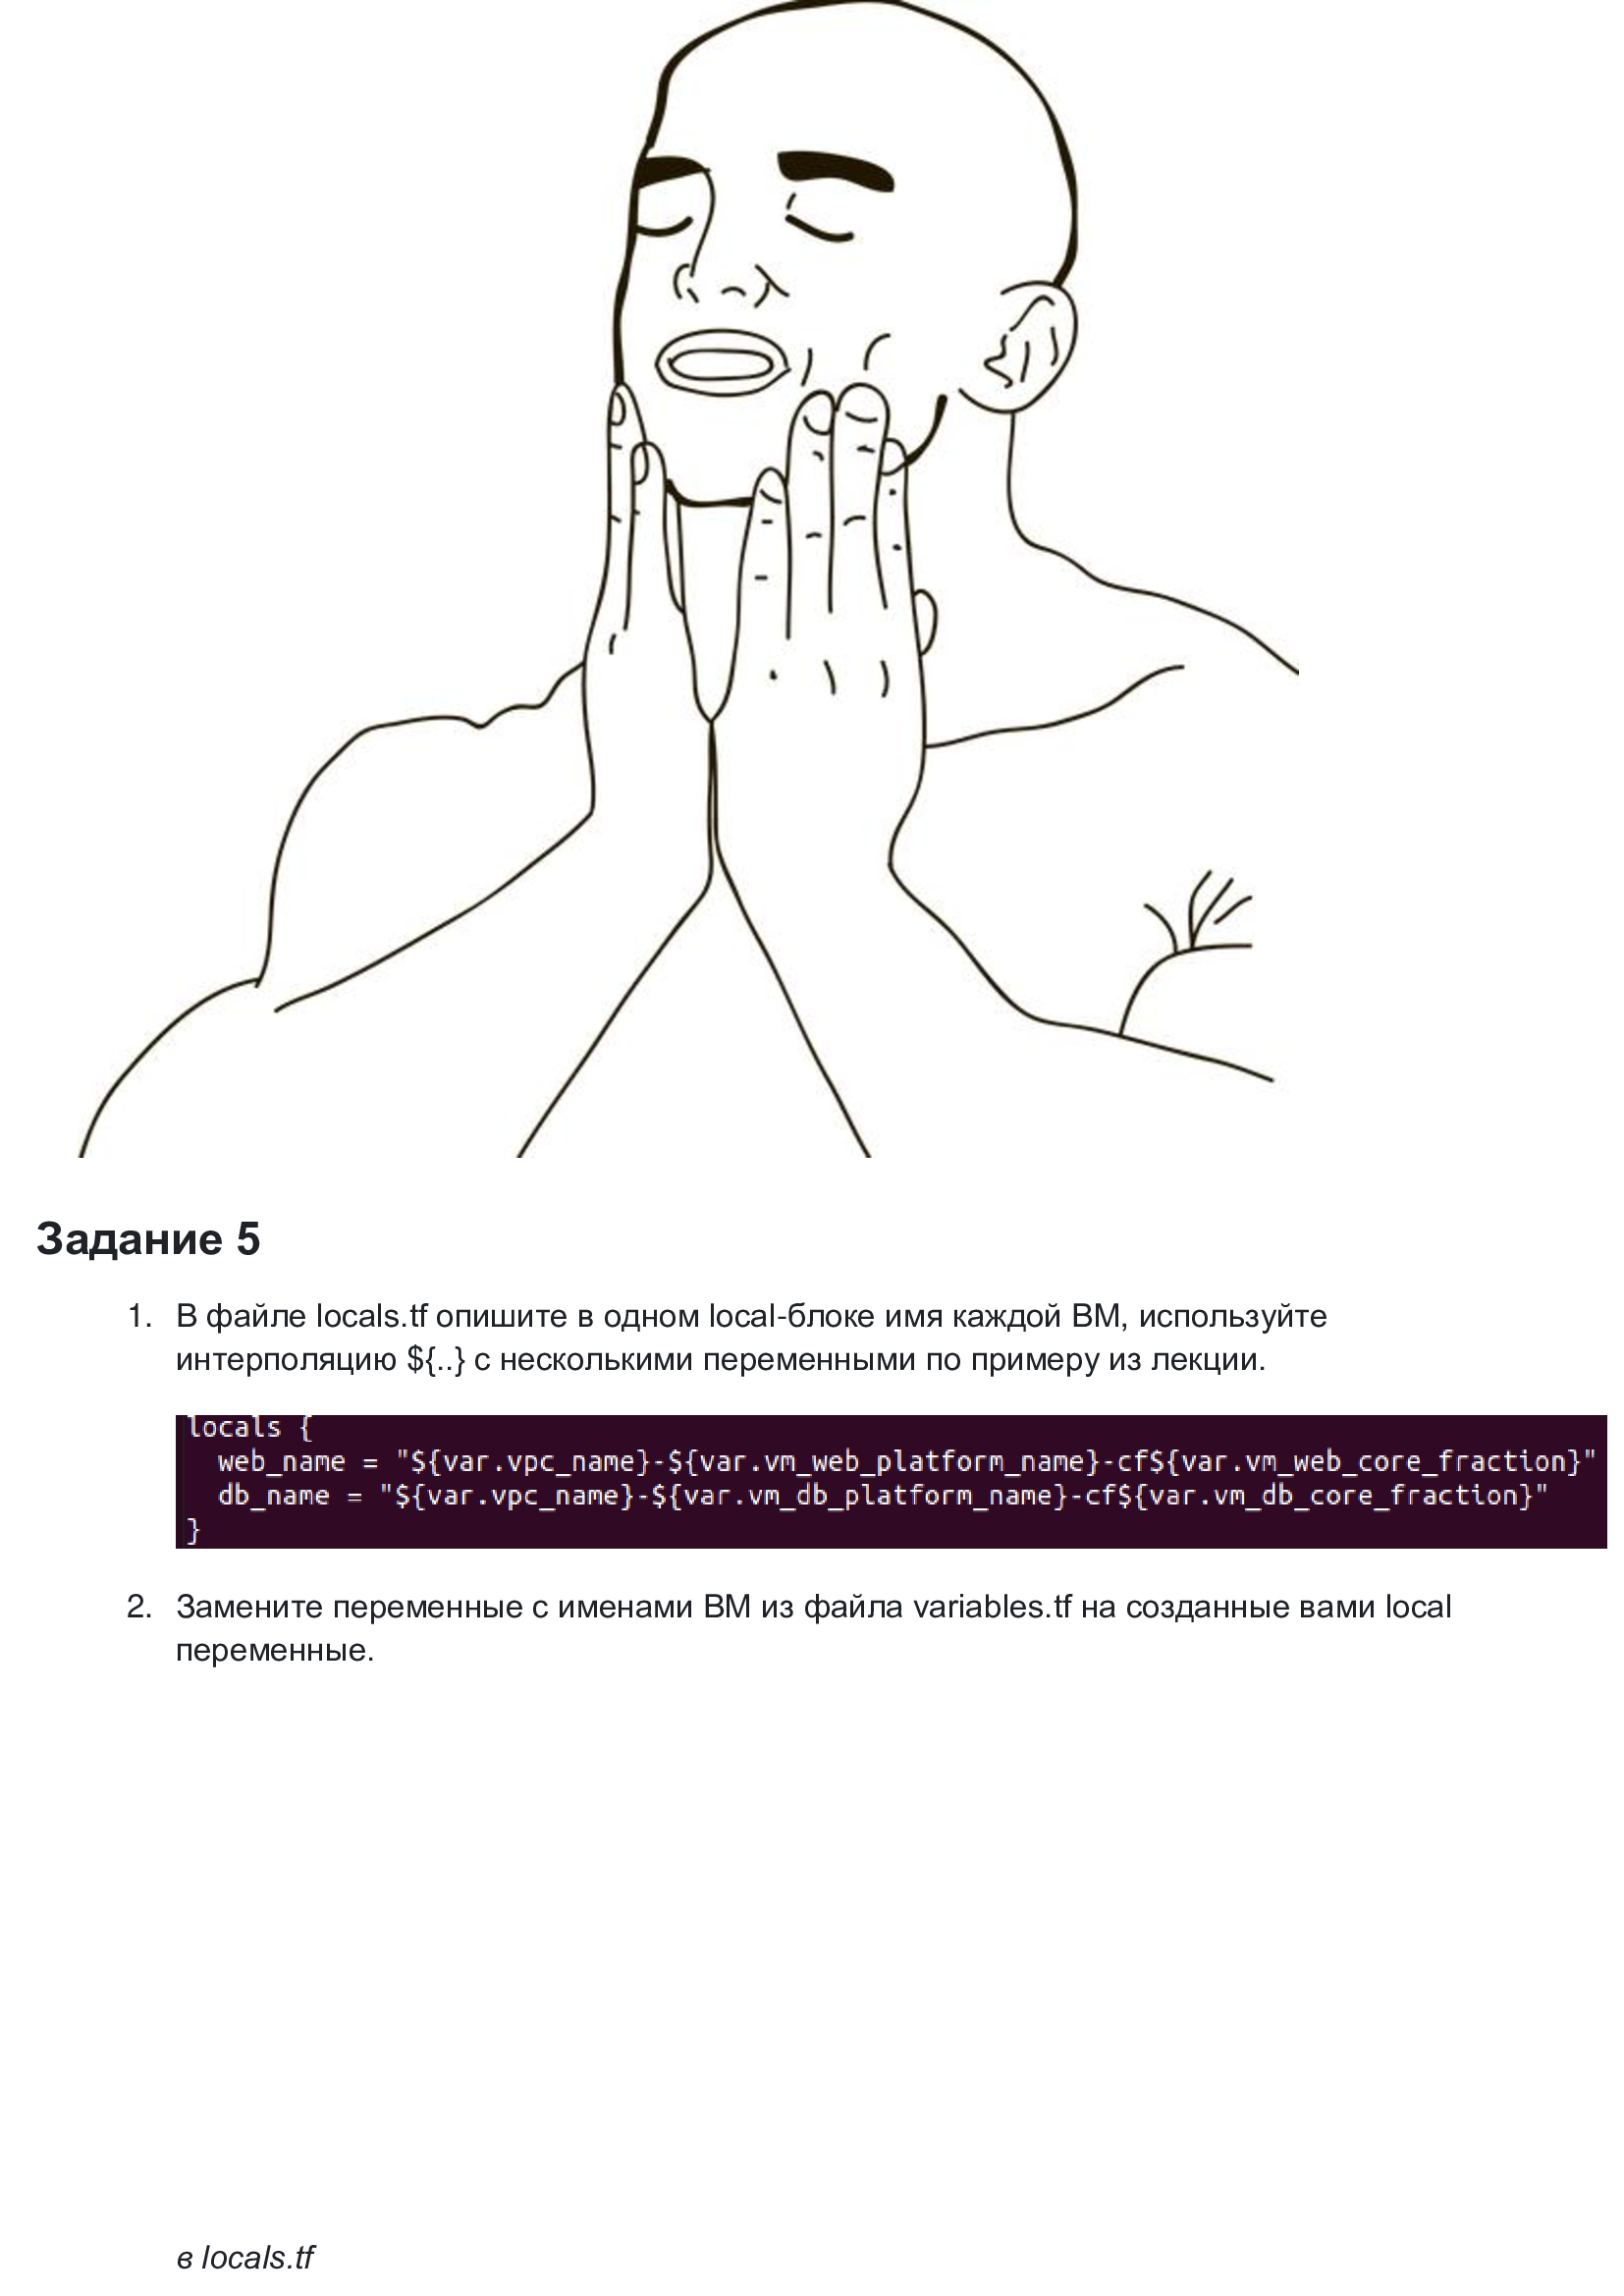 Задание 5
1. В файле locals.tf опишите в одном local-блоке имя каждой ВМ, используйте
интерполяцию ${..} с несколькими переменными по примеру из лекции.
locals {
  web_name = "${var.vpc_name}-${var.vm_web_platform_name}-cf${var.vm_web_core_fraction}"
  db_name = "${var.vpc_name}-${var.vm_db_platform_name}-cf${var.vm_db_core_fraction}"
}
2. Замените переменные с именами ВМ из файла variables.tf на созданные вами local
переменные.
в locals.tf